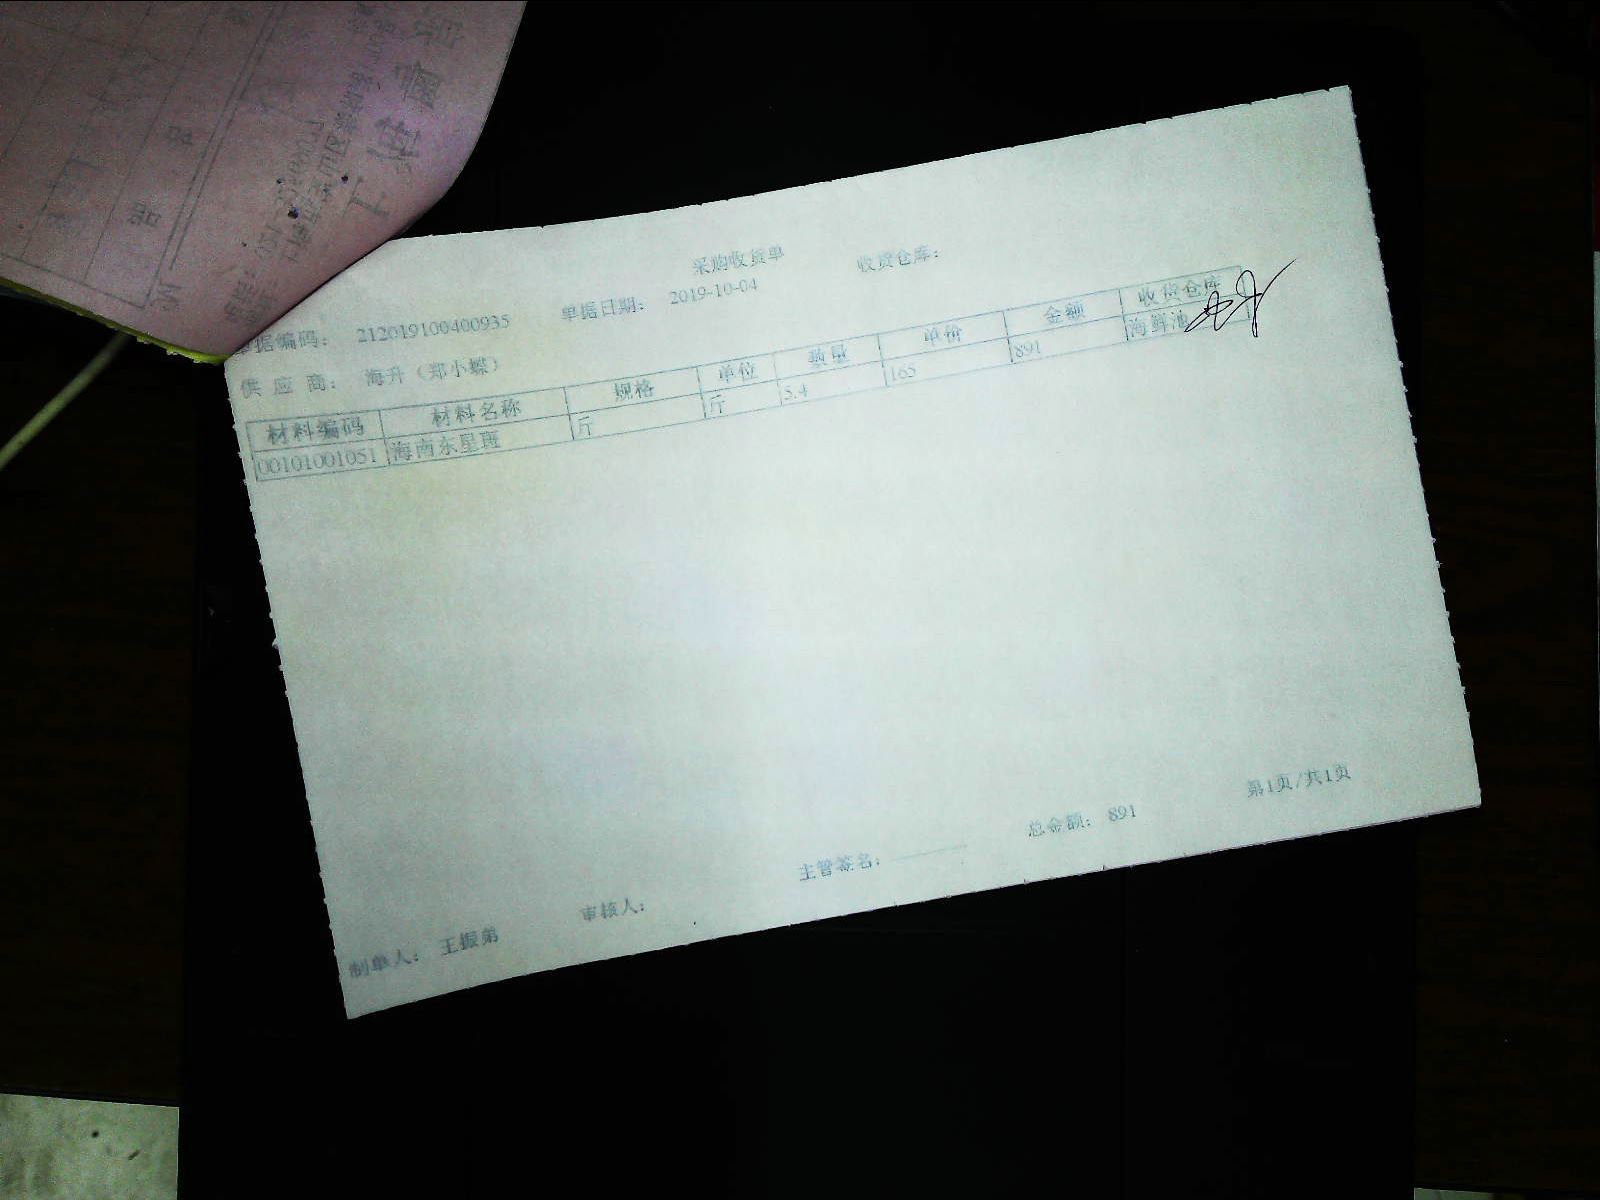 采购收货单
收货仓库：
单据编码： 212019100400935 单据日期： 2019-10-04
供 应 商： 海升（郑小蝶）
材料编码 材料名称 规格 单位 数量 单价 金额 收货仓库
00101001051 海南东星斑 斤 斤 5.4 165 891 海鲜池
总金额： 891 第1页/共1页
制单人： 王振弟 审核人： 主管签名：